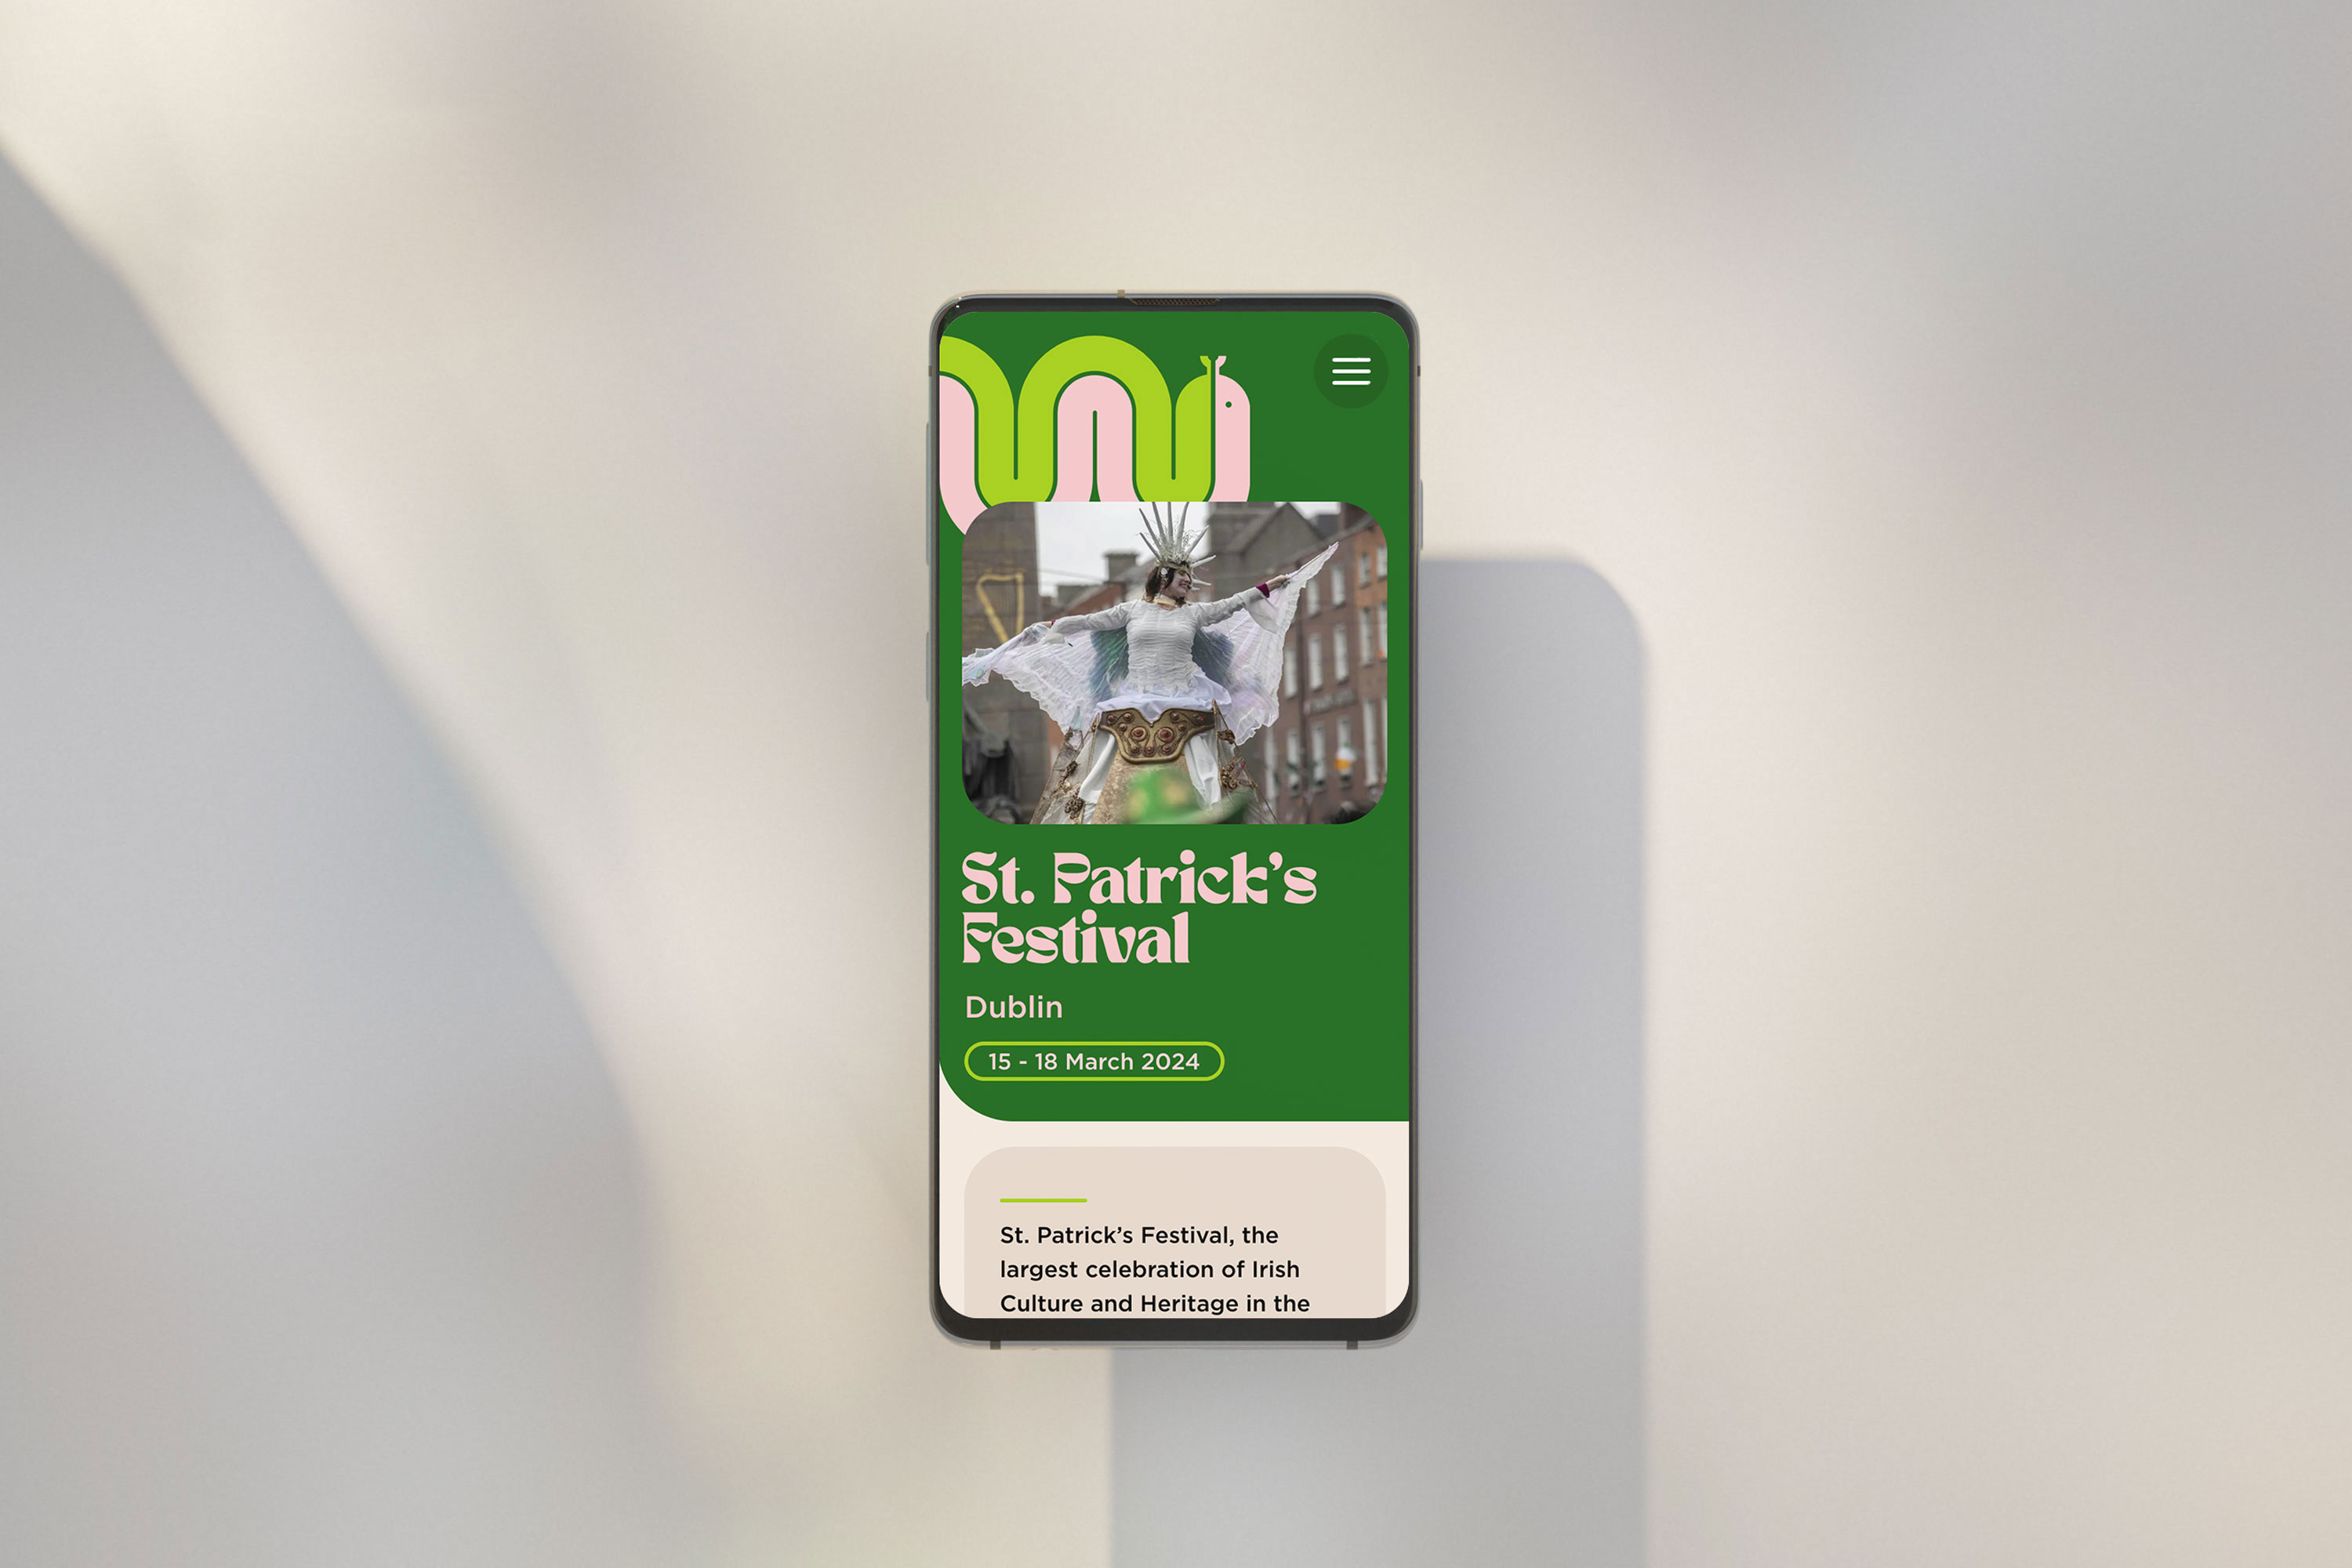 St. Patrick’s
Festival
Dublin
15 - 18 March 2024
St. Patrick’s Festival, the
largest celebration of Irish
Culture and Heritage in the